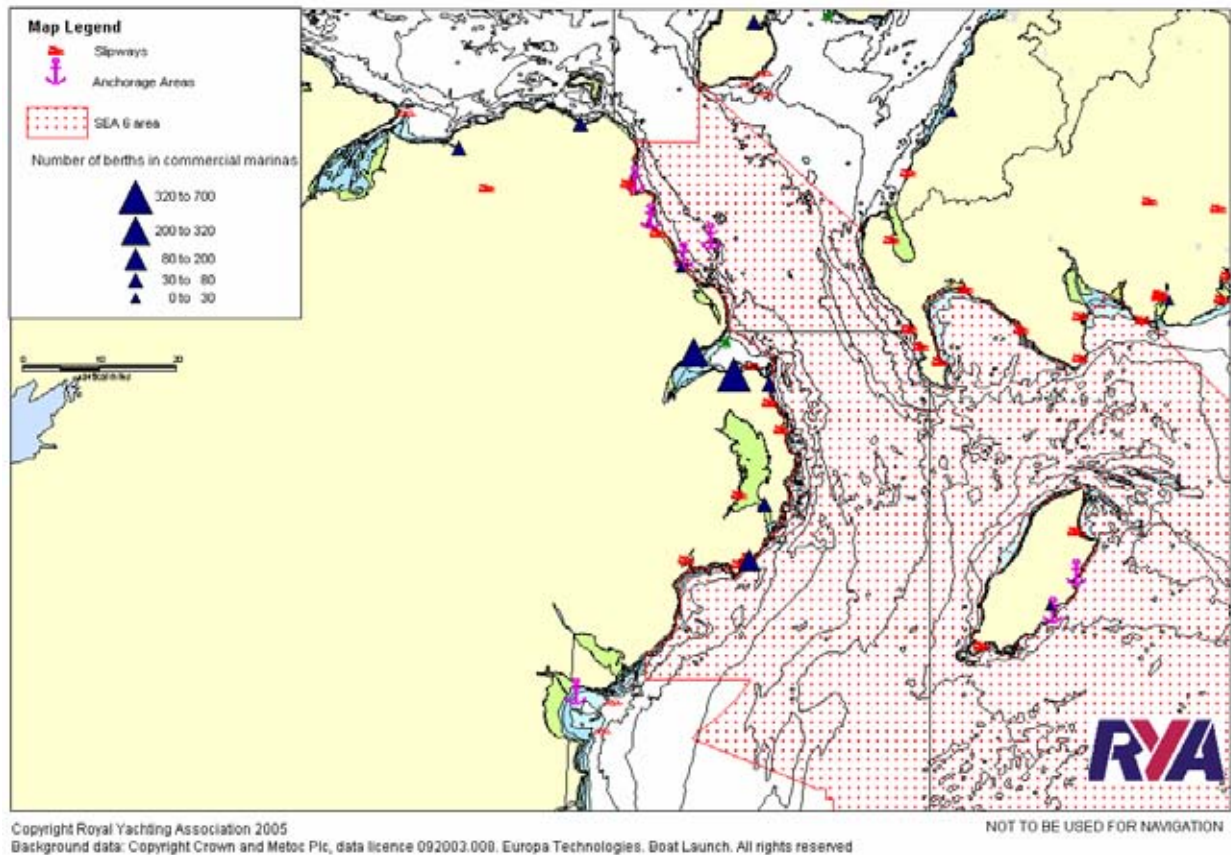 Map Legend
Slipways
Anchorage Areas
SEA 6 area
Number of berths in commercial marinas
320 to 700
200 to 320
80 to 200
30 to 80
0 to 30
0 10 20
RYA
Copyright Royal Yachting Association 2005
NOT TO BE USED FOR NAVIGATION
Background data: Copyright Crown and Metoc Plc, data licence 092003.008. Europa Technologies. Boat Launch. All rights reserved